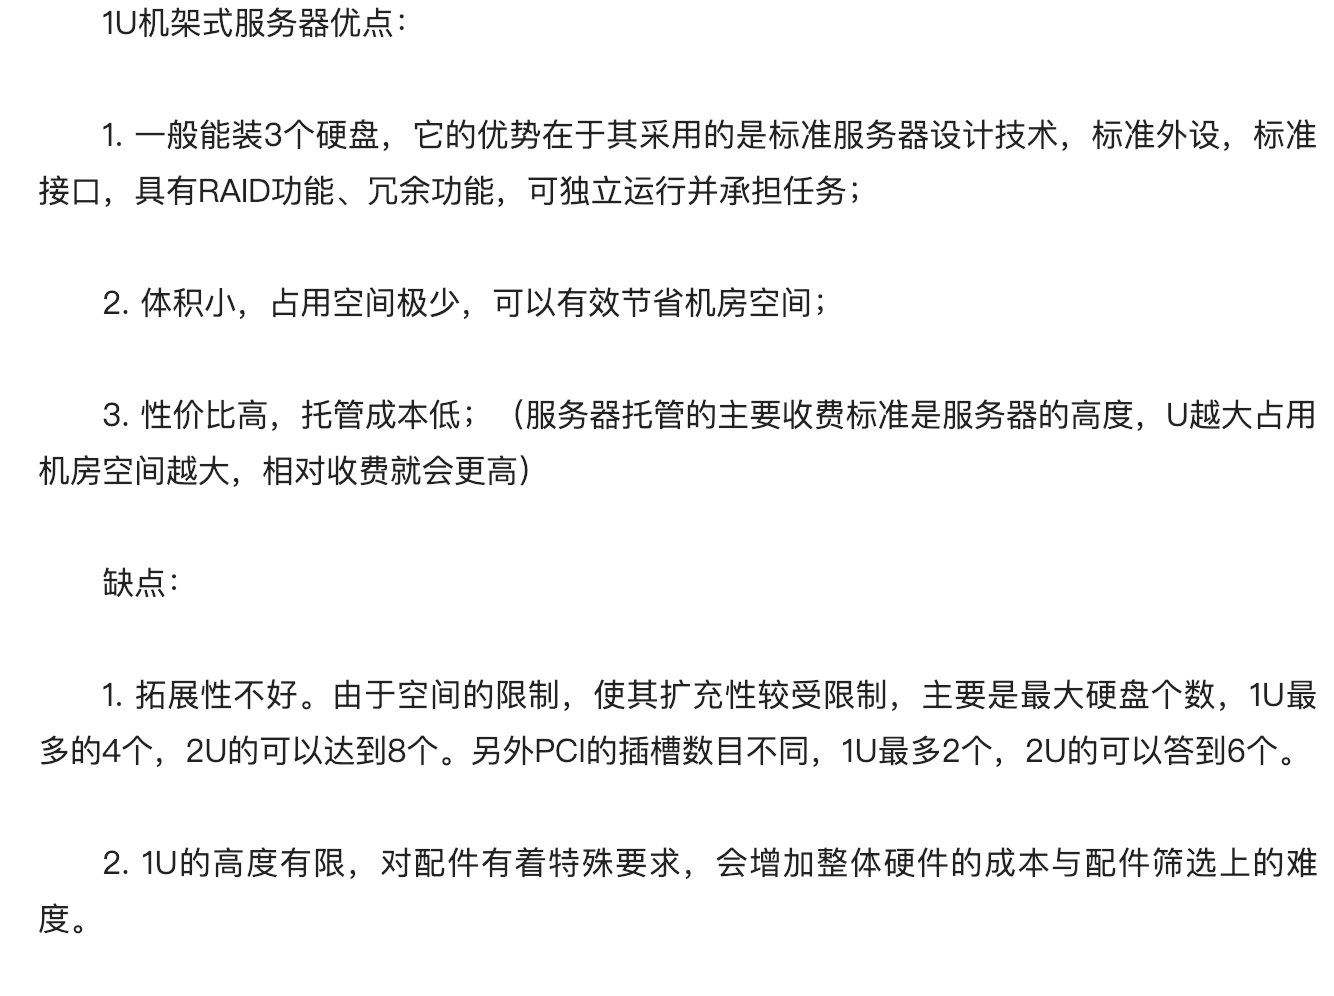 1U机架式服务器优点：
1. 一般能装3个硬盘，它的优势在于其采用的是标准服务器设计技术，标准外设，标准
接口，具有RAID功能、冗余功能，可独立运行并承担任务；
2. 体积小，占用空间极少，可以有效节省机房空间；
3. 性价比高，托管成本低；（服务器托管的主要收费标准是服务器的高度，U越大占用
机房空间越大，相对收费就会更高）
缺点：
1. 拓展性不好。由于空间的限制，使其扩充性较受限制，主要是最大硬盘个数，1U最
多的4个，2U的可以达到8个。另外PCI的插槽数目不同，1U最多2个，2U的可以答到6个。
2. 1U的高度有限，对配件有着特殊要求，会增加整体硬件的成本与配件筛选上的难
度。